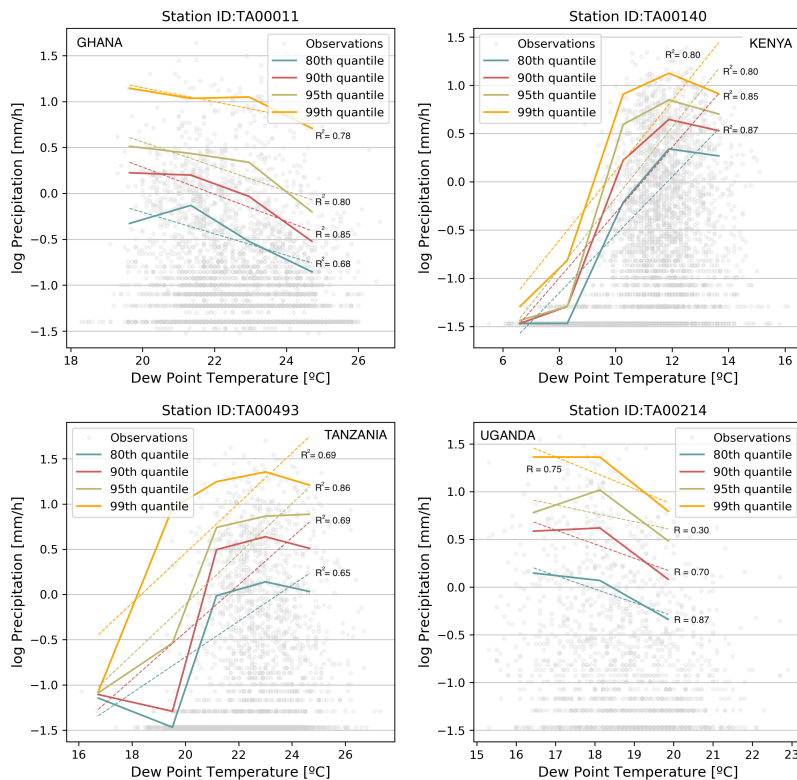 Station ID:TA00011
GHANA
Observations
80th quantile
90th quantile
95th quantile
99th quantile
R²= 0.78
R²= 0.80
R²= 0.85
R²= 0.68
log Precipitation [mm/h]
1.5
1.0
0.5
0.0
−0.5
−1.0
−1.5
18 20 22 24 26
Dew Point Temperature [ºC]
Station ID:TA00140
KENYA
Observations
80th quantile
90th quantile
95th quantile
99th quantile
R²= 0.80
R²= 0.80
R²= 0.85
R²= 0.87
log Precipitation [mm/h]
1.5
1.0
0.5
0.0
−0.5
−1.0
−1.5
6 8 10 12 14 16
Dew Point Temperature [ºC]
Station ID:TA00493
TANZANIA
Observations
80th quantile
90th quantile
95th quantile
99th quantile
R²= 0.69
R²= 0.86
R²= 0.69
R²= 0.65
log Precipitation [mm/h]
1.5
1.0
0.5
0.0
−0.5
−1.0
−1.5
16 18 20 22 24 26
Dew Point Temperature [ºC]
Station ID:TA00214
UGANDA
Observations
80th quantile
90th quantile
95th quantile
99th quantile
R = 0.75
R = 0.30
R = 0.70
R = 0.87
log Precipitation [mm/h]
1.5
1.0
0.5
0.0
−0.5
−1.0
−1.5
15 16 17 18 19 20 21 22 23
Dew Point Temperature [ºC]